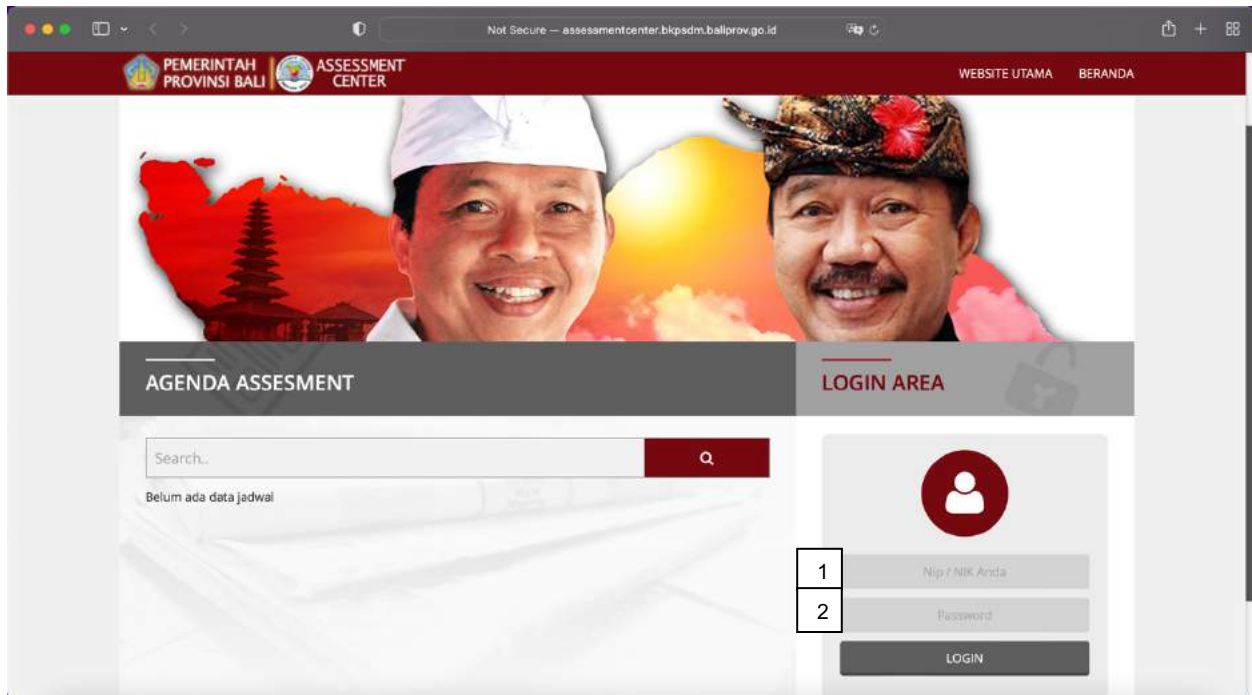 Not Secure — assessmentcenter.bkpsdm.baliprov.go.id
PEMERINTAH
PROVINSI BALI
ASSESSMENT
CENTER
WEBSITE UTAMA BERANDA
AGENDA ASSESMENT
LOGIN AREA
Search..
Belum ada data jadwal
1
Nip / NIK Anda
2
Password
LOGIN